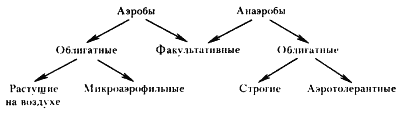 Аэробы Анаэробы
Облигатные Факультативные Облигатные
Растущие Микроаэрофильные Строгие Аэротолерантные
на воздухе